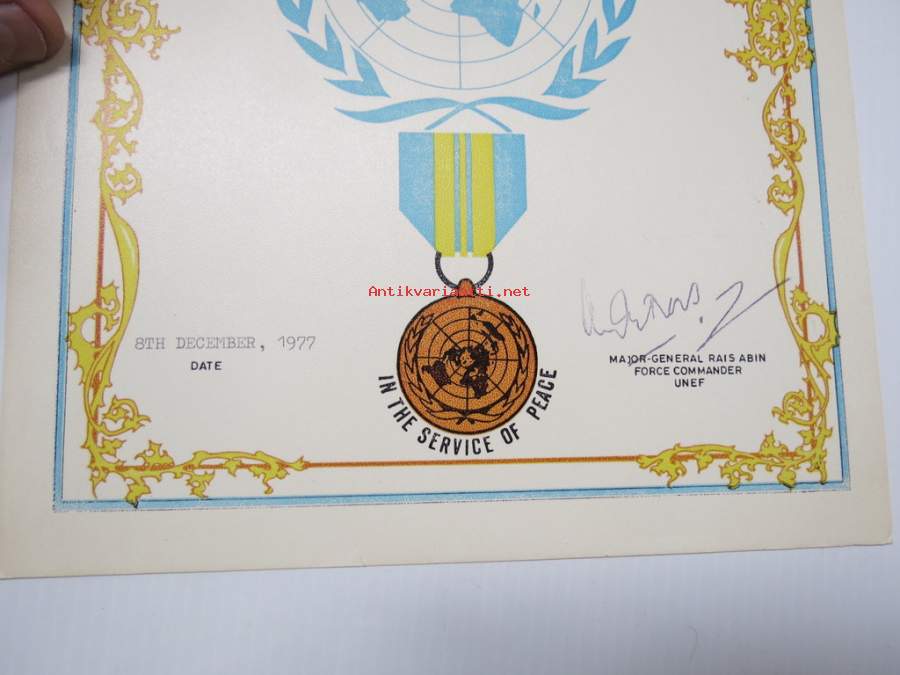 Antikvariaatti.net
8TH DECEMBER, 1977
DATE
IN THE SERVICE OF PEACE
MAJOR-GENERAL RAIS ABIN
FORCE COMMANDER
UNEF